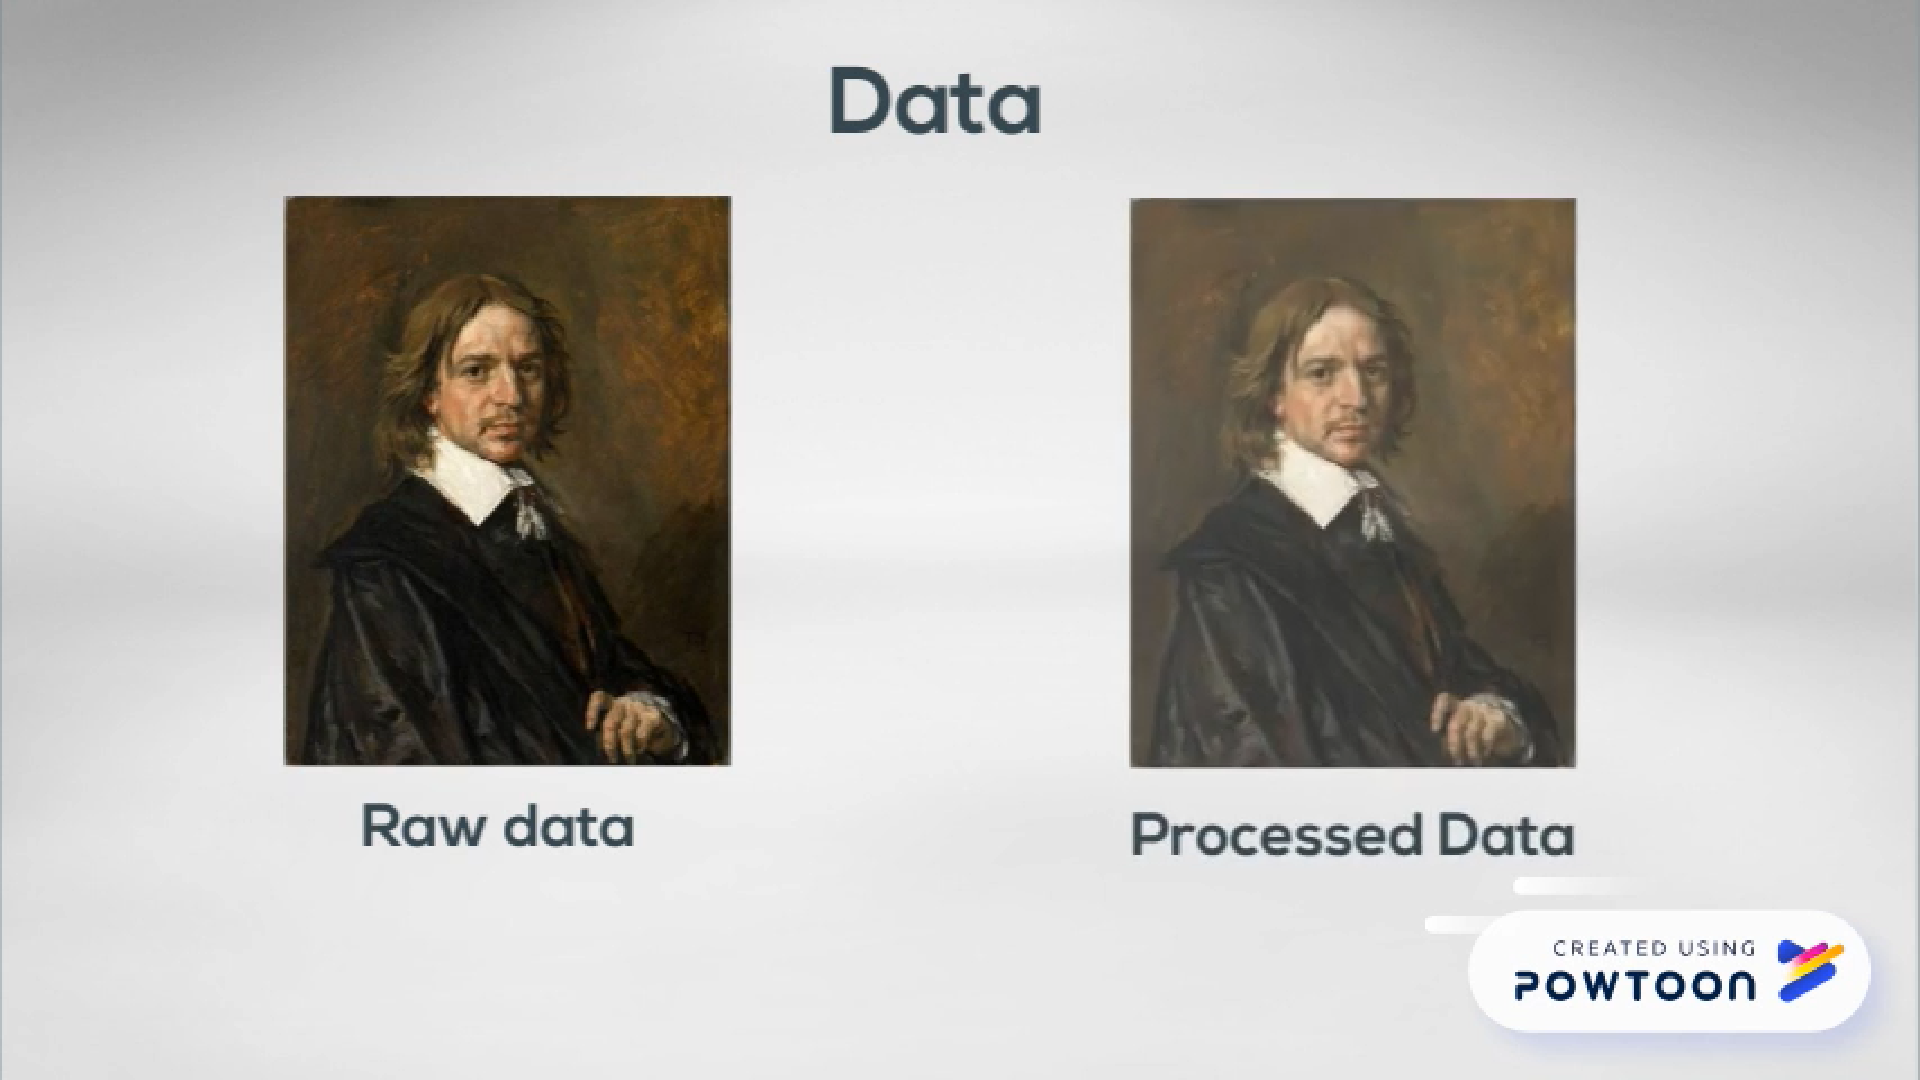 Data
Raw data
Processed Data
CREATED USING
POWTOON